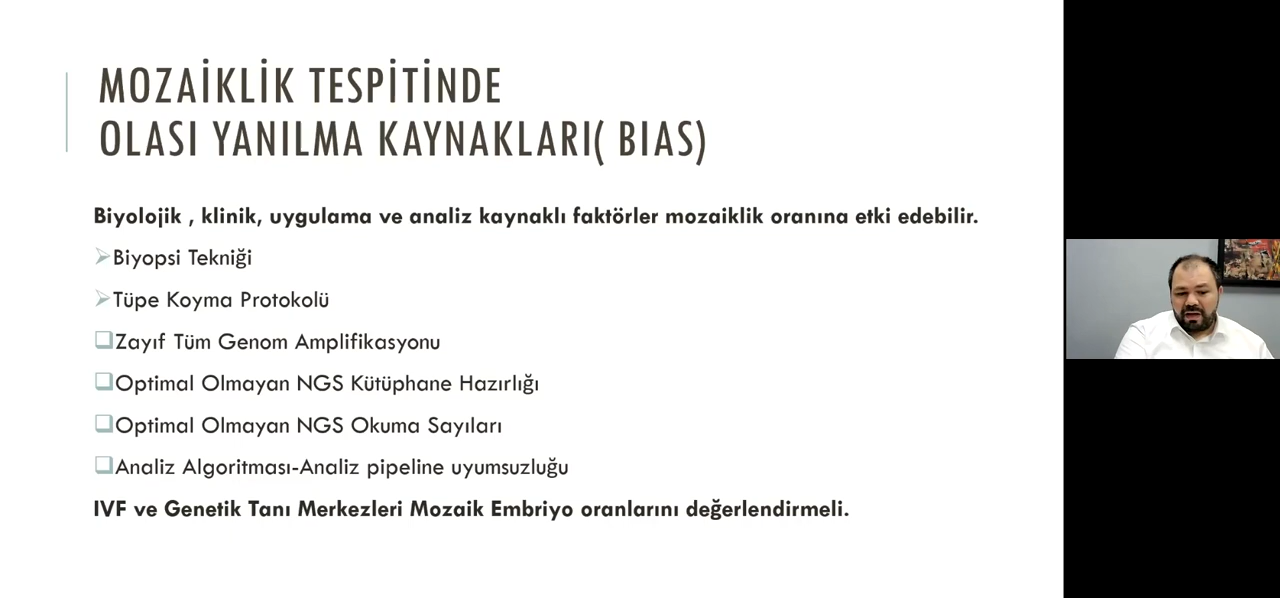 MOZAİKLİK TESPİTİNDE
OLASI YANILMA KAYNAKLARI( BIAS)
Biyolojik , klinik, uygulama ve analiz kaynaklı faktörler mozaiklik oranına etki edebilir.
Biyopsi Tekniği
Tüpe Koyma Protokolü
Zayıf Tüm Genom Amplifikasyonu
Optimal Olmayan NGS Kütüphane Hazırlığı
Optimal Olmayan NGS Okuma Sayıları
Analiz Algoritması-Analiz pipeline uyumsuzluğu
IVF ve Genetik Tanı Merkezleri Mozaik Embriyo oranlarını değerlendirmeli.